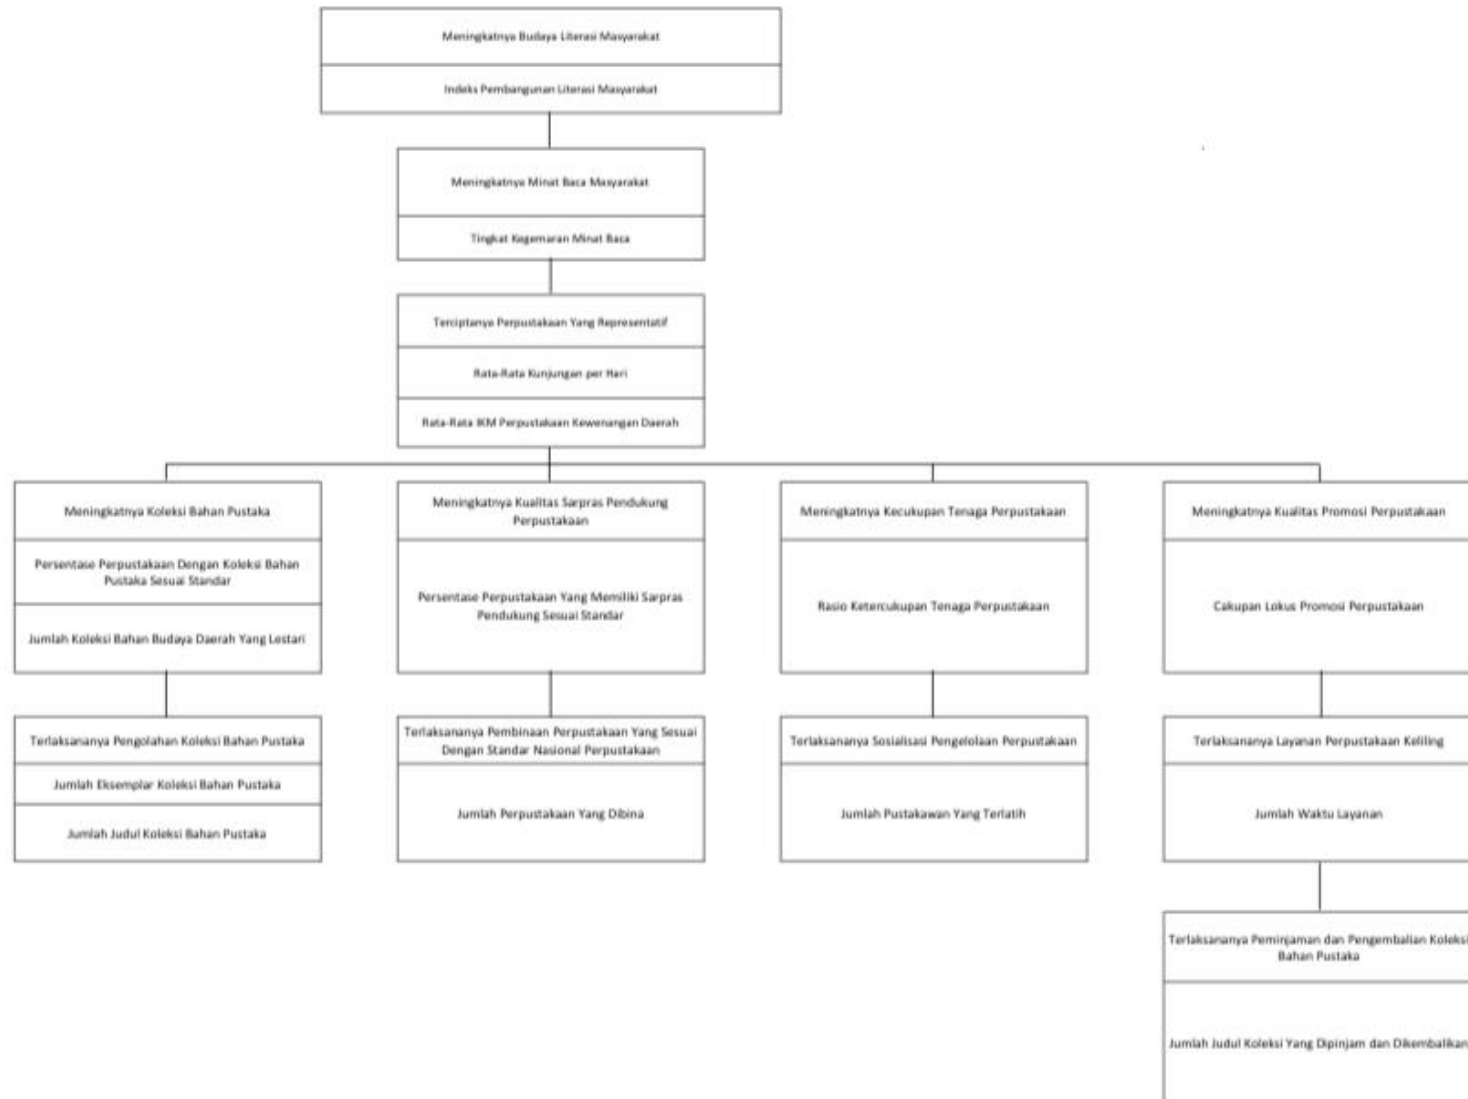 Meningkatnya Budaya Literasi Masyarakat
Indeks Pembangunan Literasi Masyarakat
Meningkatnya Minat Baca Masyarakat
Tingkat Kegemaran Minat Baca
Terciptanya Perpustakaan Yang Representatif
Rata-Rata Kunjungan per Hari
Rata-Rata IKM Perpustakaan Kewenangan Daerah
Meningkatnya Koleksi Bahan Pustaka
Persentase Perpustakaan Dengan Koleksi Bahan
Pustaka Sesuai Standar
Jumlah Koleksi Bahan Budaya Daerah Yang Lestari
Terlaksananya Pengolahan Koleksi Bahan Pustaka
Jumlah Eksemplar Koleksi Bahan Pustaka
Jumlah Judul Koleksi Bahan Pustaka
Meningkatnya Kualitas Sarpras Pendukung
Perpustakaan
Persentase Perpustakaan Yang Memiliki Sarpras
Pendukung Sesuai Standar
Terlaksananya Pembinaan Perpustakaan Yang Sesuai
Dengan Standar Nasional Perpustakaan
Jumlah Perpustakaan Yang Dibina
Meningkatnya Kecukupan Tenaga Perpustakaan
Rasio Ketercukupan Tenaga Perpustakaan
Terlaksananya Sosialisasi Pengelolaan Perpustakaan
Jumlah Pustakawan Yang Terlatih
Meningkatnya Kualitas Promosi Perpustakaan
Cakupan Lokus Promosi Perpustakaan
Terlaksananya Layanan Perpustakaan Keliling
Jumlah Waktu Layanan
Terlaksananya Peminjaman dan Pengembalian Koleksi
Bahan Pustaka
Jumlah Judul Koleksi Yang Dipinjam dan Dikembalikan